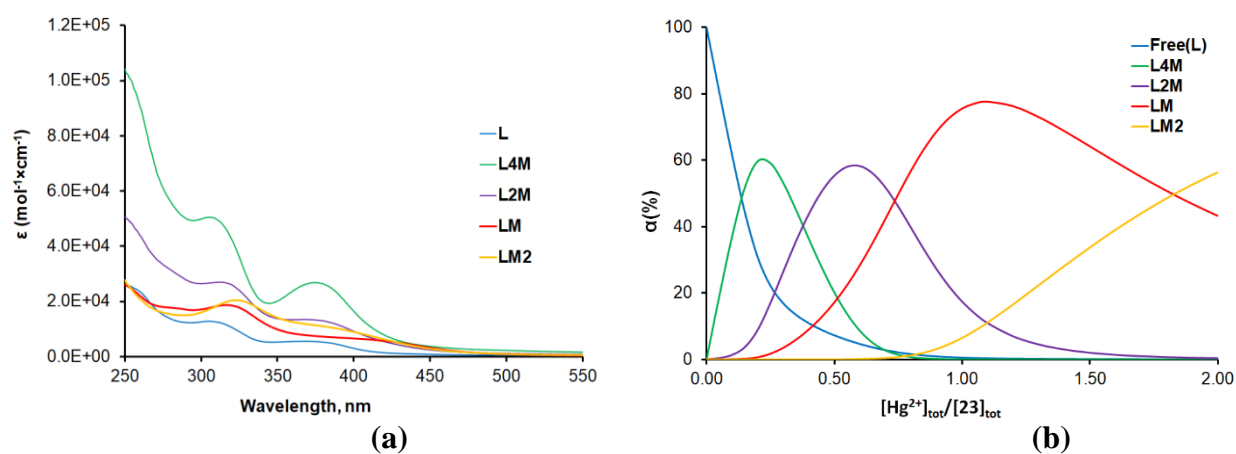 1.2E+05
1.0E+05
8.0E+04
6.0E+04
4.0E+04
2.0E+04
0.0E+00
ε (mol⁻¹×cm⁻¹)
250 300 350 400 450 500 550
Wavelength, nm
L
L4M
L2M
LM
LM2
(a)
100
80
60
40
20
0
α(%)
0.00 0.50 1.00 1.50 2.00
[Hg²⁺]tot/[23]tot
Free(L)
L4M
L2M
LM
LM2
(b)